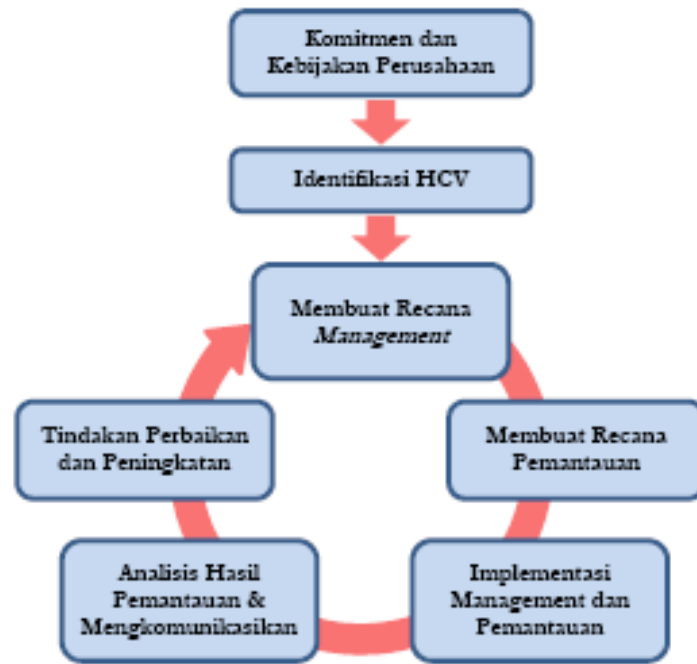 Komitmen dan
Kebijakan Perusahaan
Identifikasi HCV
Membuat Recana
Management
Membuat Recana
Pemantauan
Implementasi
Management dan
Pemantauan
Analisis Hasil
Pemantauan &
Mengkomunikasikan
Tindakan Perbaikan
dan Peningkatan